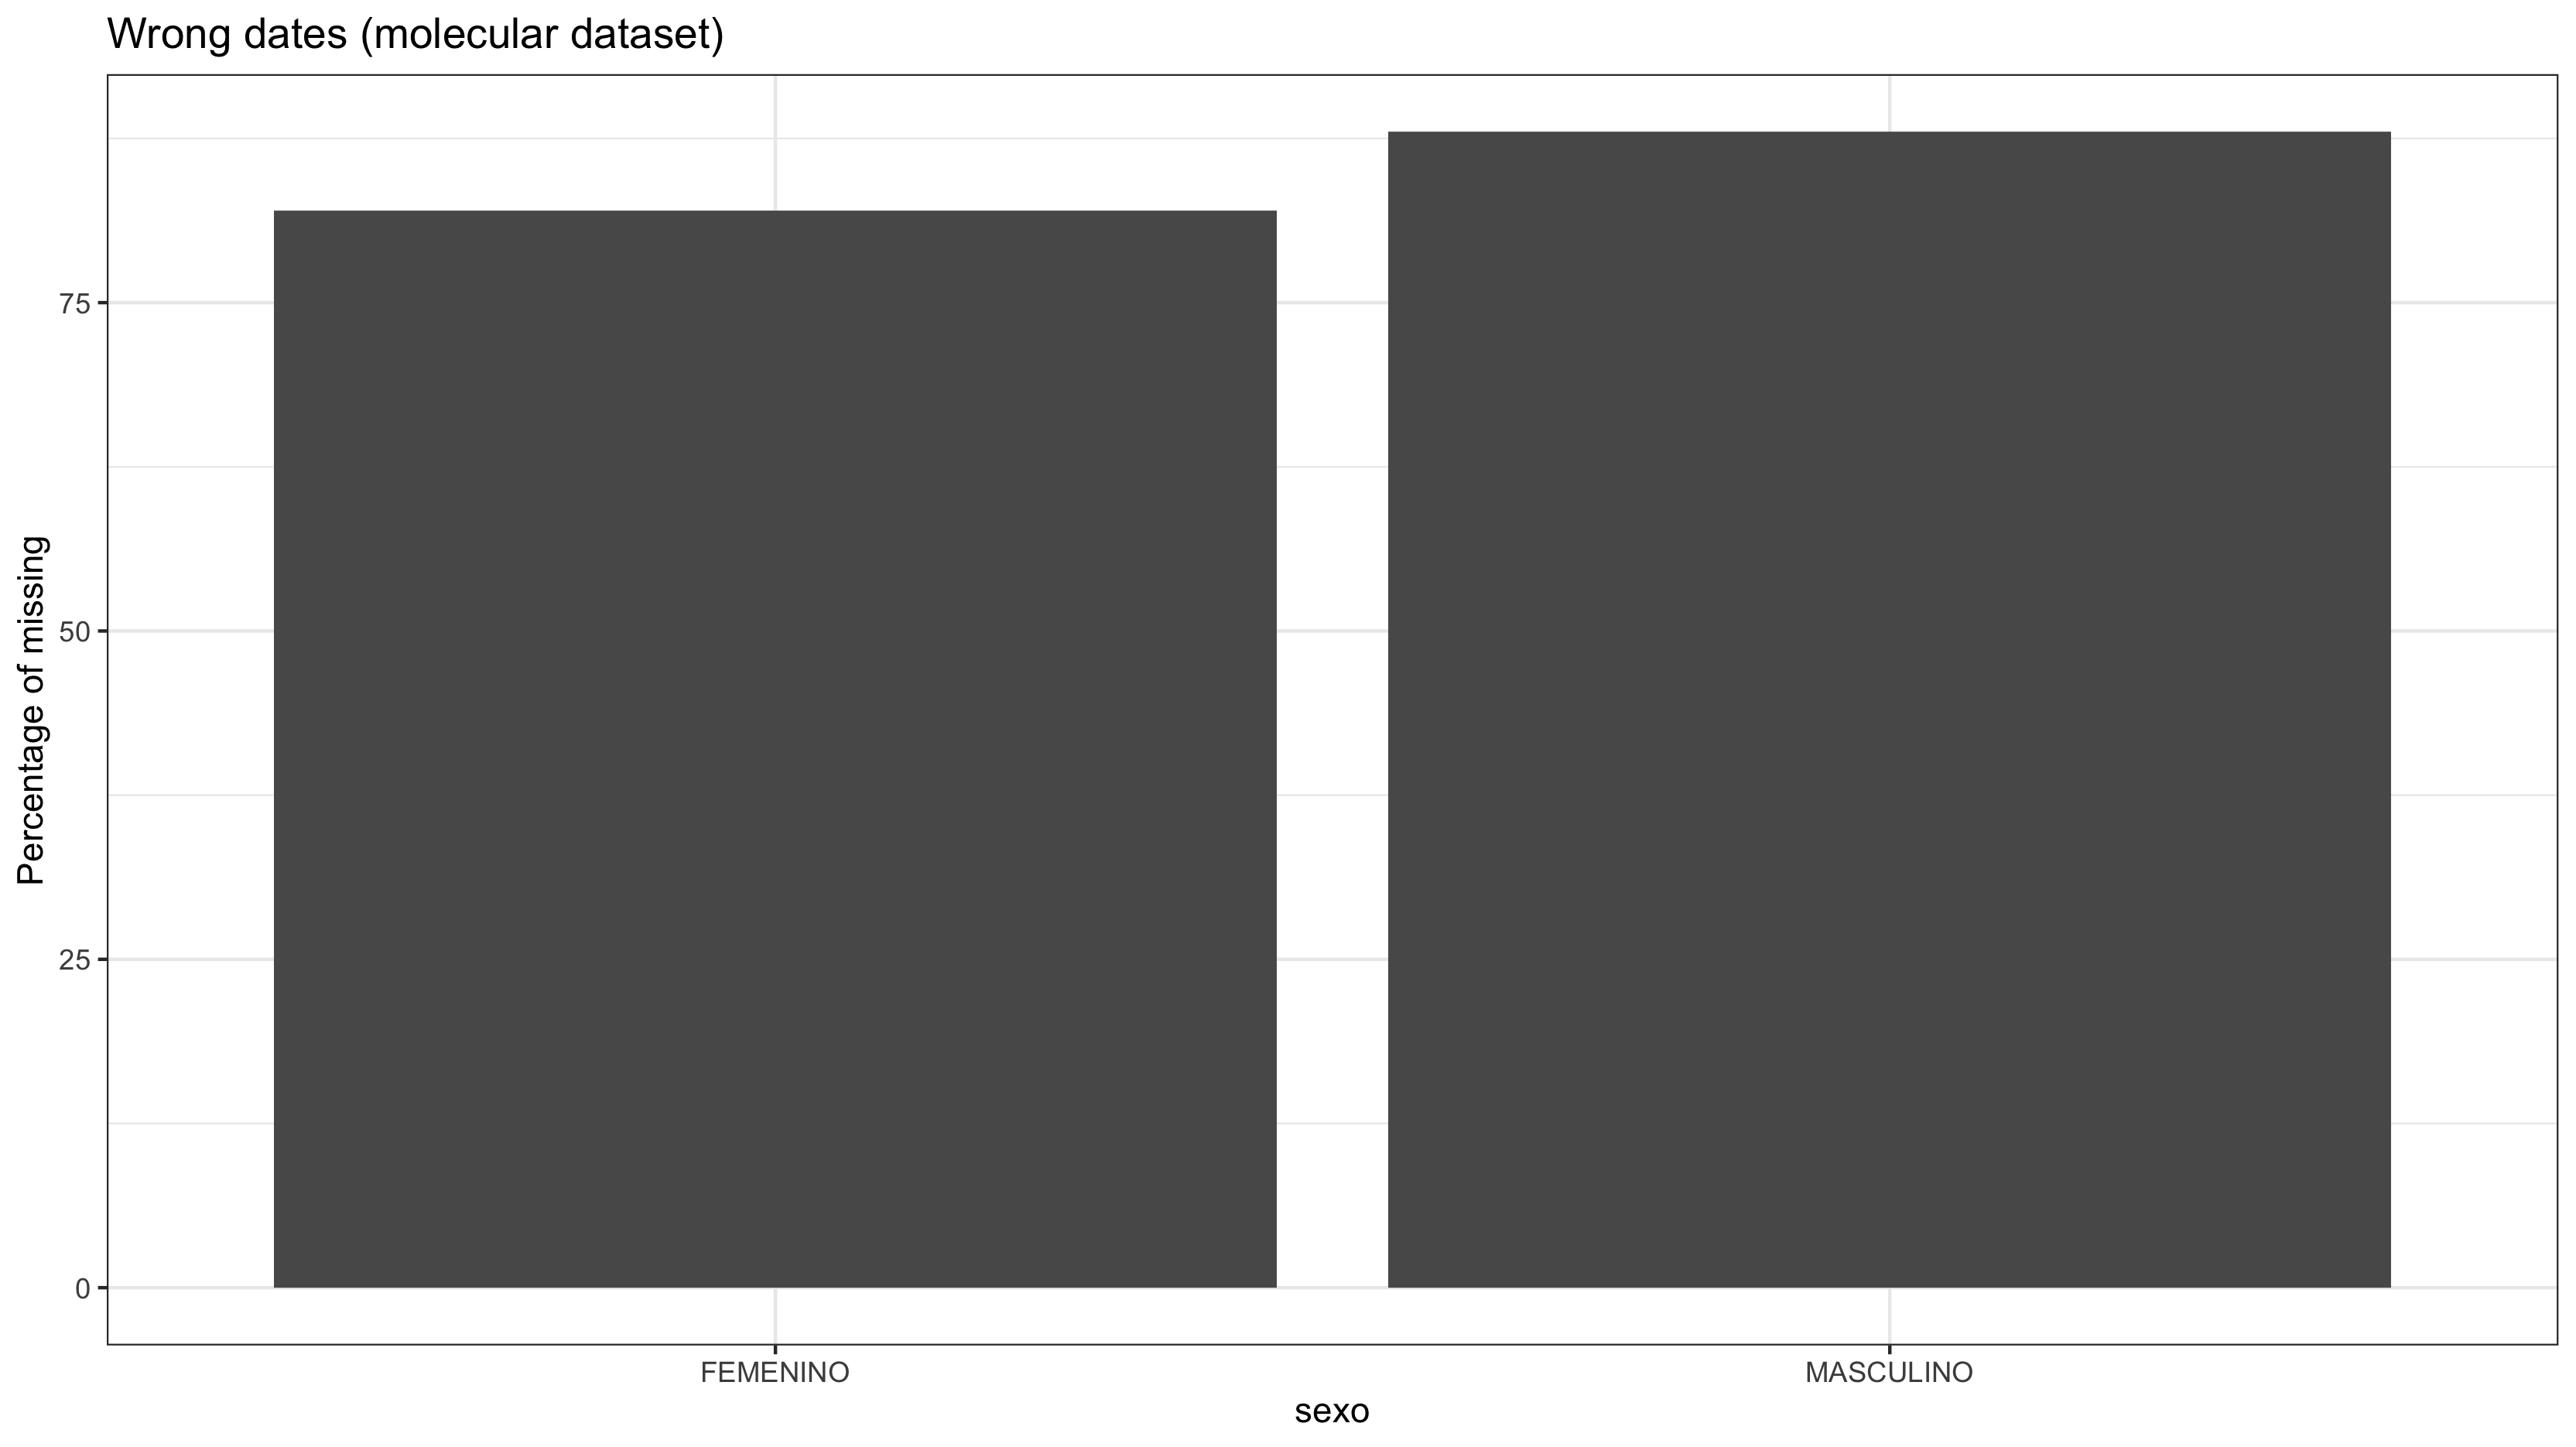 Wrong dates (molecular dataset)
Percentage of missing
75
50
25
0
FEMENINO
MASCULINO
sexo